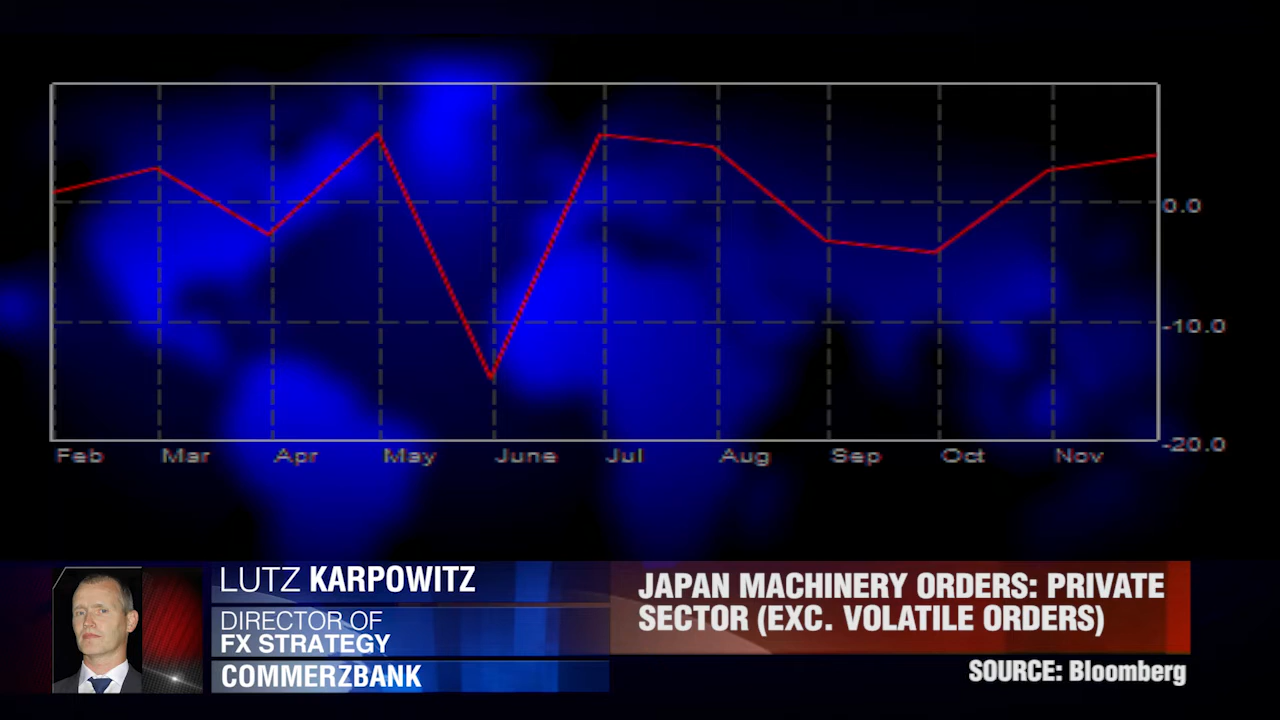 0.0
-10.0
-20.0
Feb Mar Apr May June Jul Aug Sep Oct Nov
LUTZ KARPOWITZ
DIRECTOR OF
FX STRATEGY
COMMERZBANK
JAPAN MACHINERY ORDERS: PRIVATE
SECTOR (EXC. VOLATILE ORDERS)
SOURCE: Bloomberg